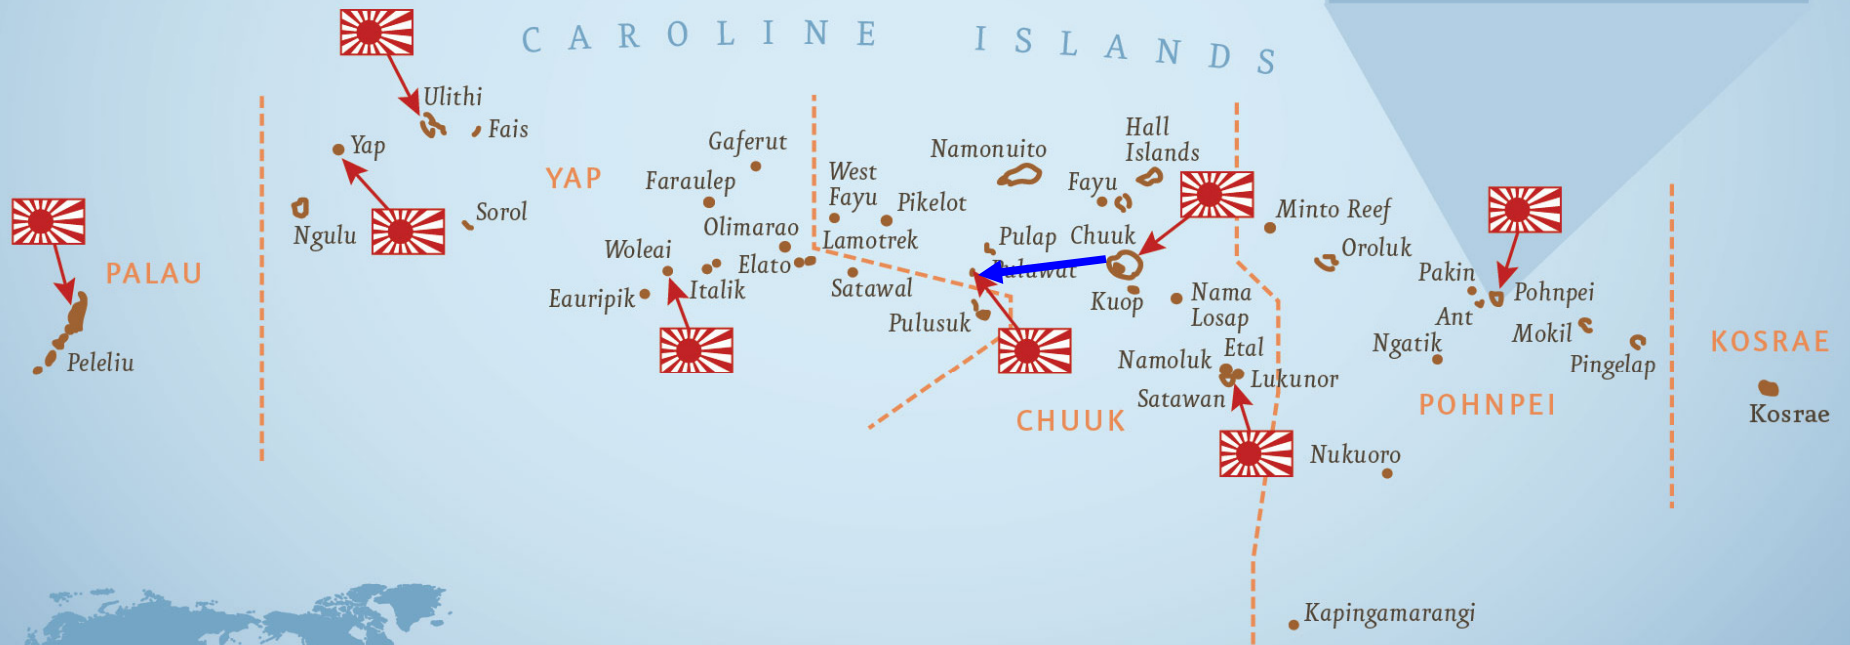 CAROLINE ISLANDS
Ulithi
Fais
Yap
YAP
Ngulu
Sorol
PALAU
Peleliu
Gaferut
Faraulep
Olimarao
Woleai
Elato
Italik
Eauripik
West
Fayu
Pikelot
Lamotrek
Satawal
Namonuito
Hall
Islands
Fayu
Pulap
Chuuk
Puluwat
Pulusuk
Kuop
Nama
Losap
Namoluk
Etal
Lukunor
Satawan
CHUUK
Minto Reef
Oroluk
Pakin
Pohnpei
Ant
Mokil
Ngatik
Pingelap
POHNPEI
Nukuoro
Kapingamarangi
KOSRAE
Kosrae